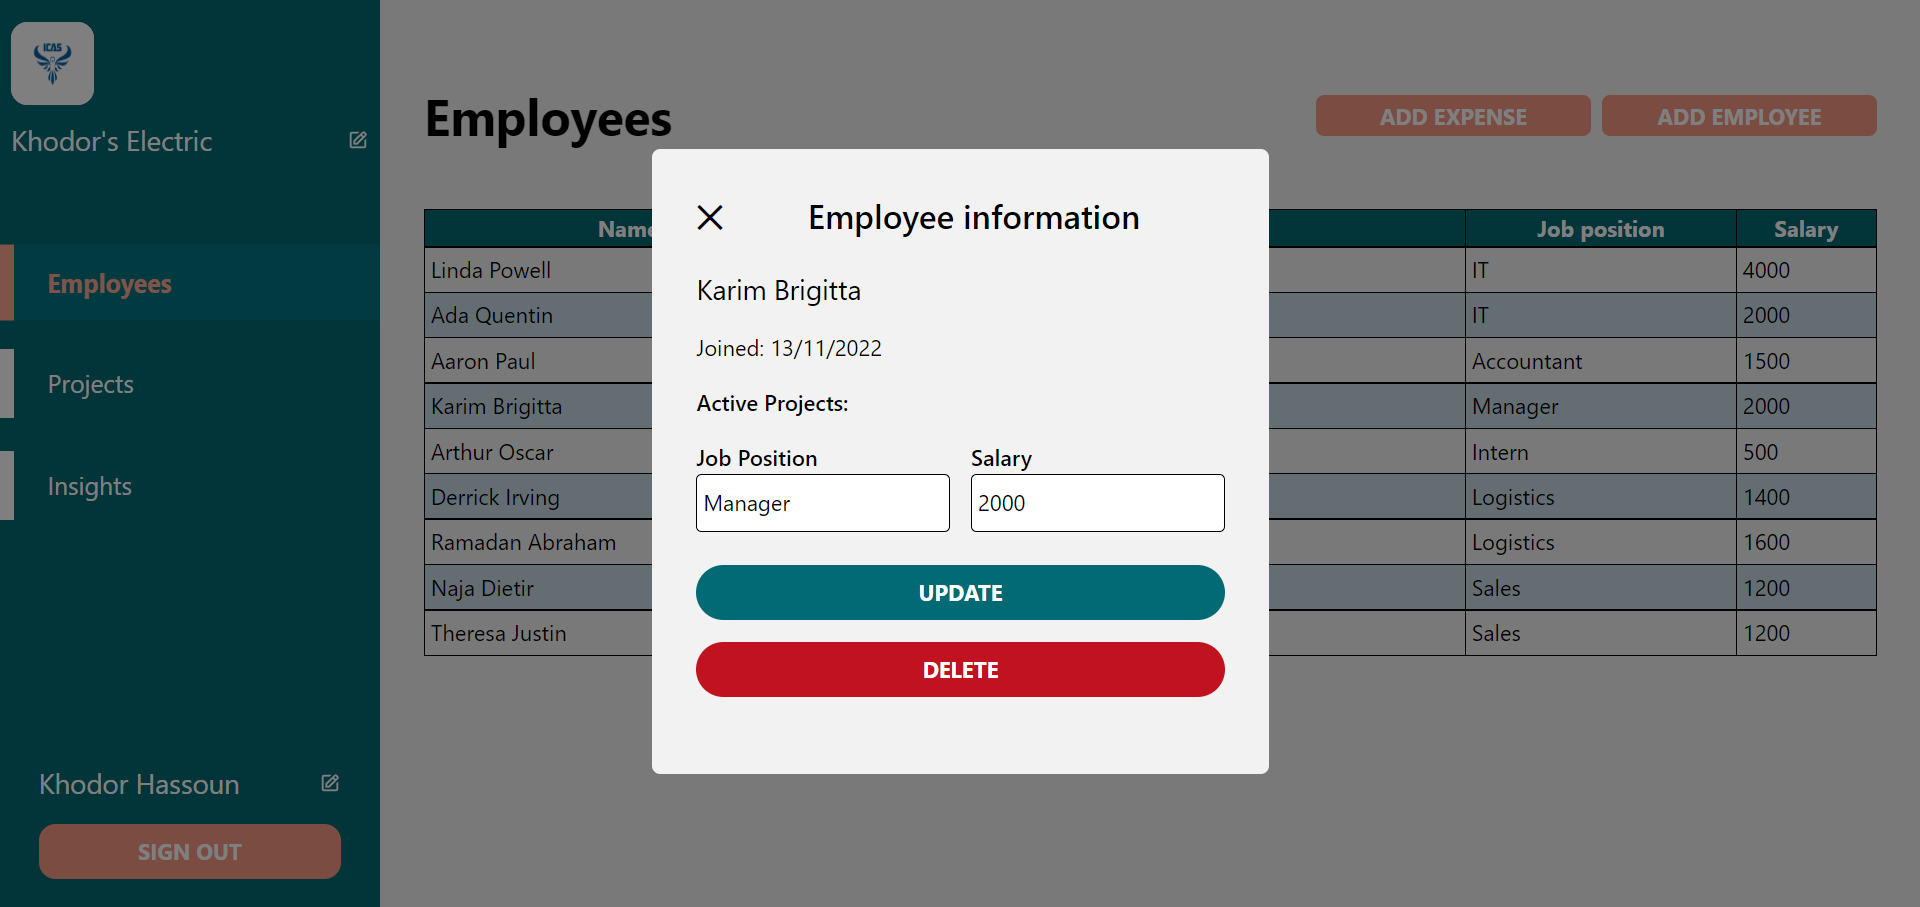 ICAS
Khodor's Electric
Employees
Projects
Insights
Khodor Hassoun
SIGN OUT
Employees
ADD EXPENSE
ADD EMPLOYEE
Name Job position Salary
Linda Powell IT 4000
Ada Quentin IT 2000
Aaron Paul Accountant 1500
Karim Brigitta Manager 2000
Arthur Oscar Intern 500
Derrick Irving Logistics 1400
Ramadan Abraham Logistics 1600
Naja Dietir Sales 1200
Theresa Justin Sales 1200
Employee information
Karim Brigitta
Joined: 13/11/2022
Active Projects:
Job Position Salary
Manager 2000
UPDATE
DELETE